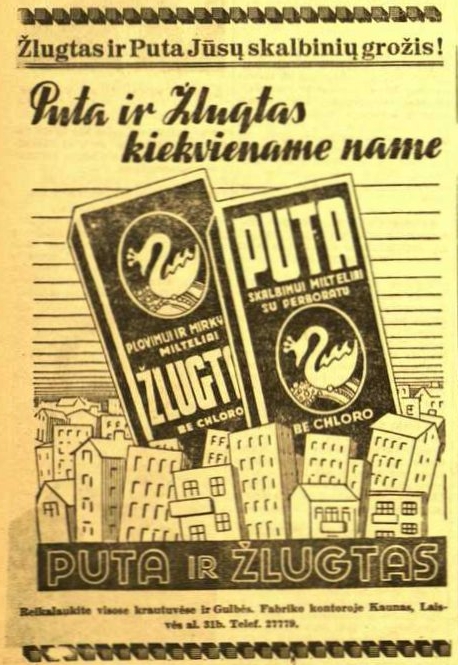 Žlugtas ir Puta Jūsų skalbinių grožis!
Puta ir Žlugtas
kiekviename name
PLOVIMUI IR MIRKY
MILTELIAI
ŽLUGT
BE CHLORO
PUTA
SKALBIMUI MILTELIAI
SU PERBORATU
BE CHLORO
PUTA IR ŽLUGTAS
Reikalaukite visose krautuvėse ir Gulbės. Fabriko kontoroje Kaunas, Lais-
vės al. 31b. Telef. 27779.